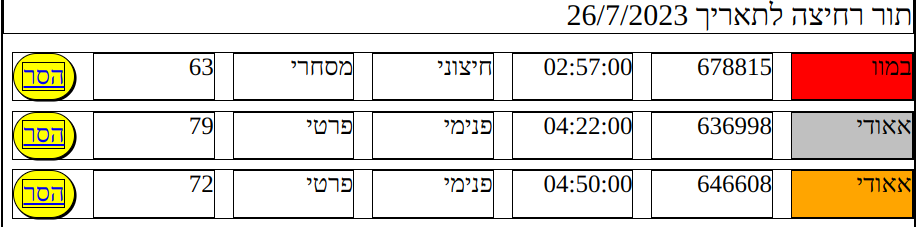 תור רחיצה לתאריך 26/7/2023
במוו 678815 02:57:00 חיצוני מסחרי 63 הסר
אאודי 636998 04:22:00 פנימי פרטי 79 הסר
אאודי 646608 04:50:00 פנימי פרטי 72 הסר